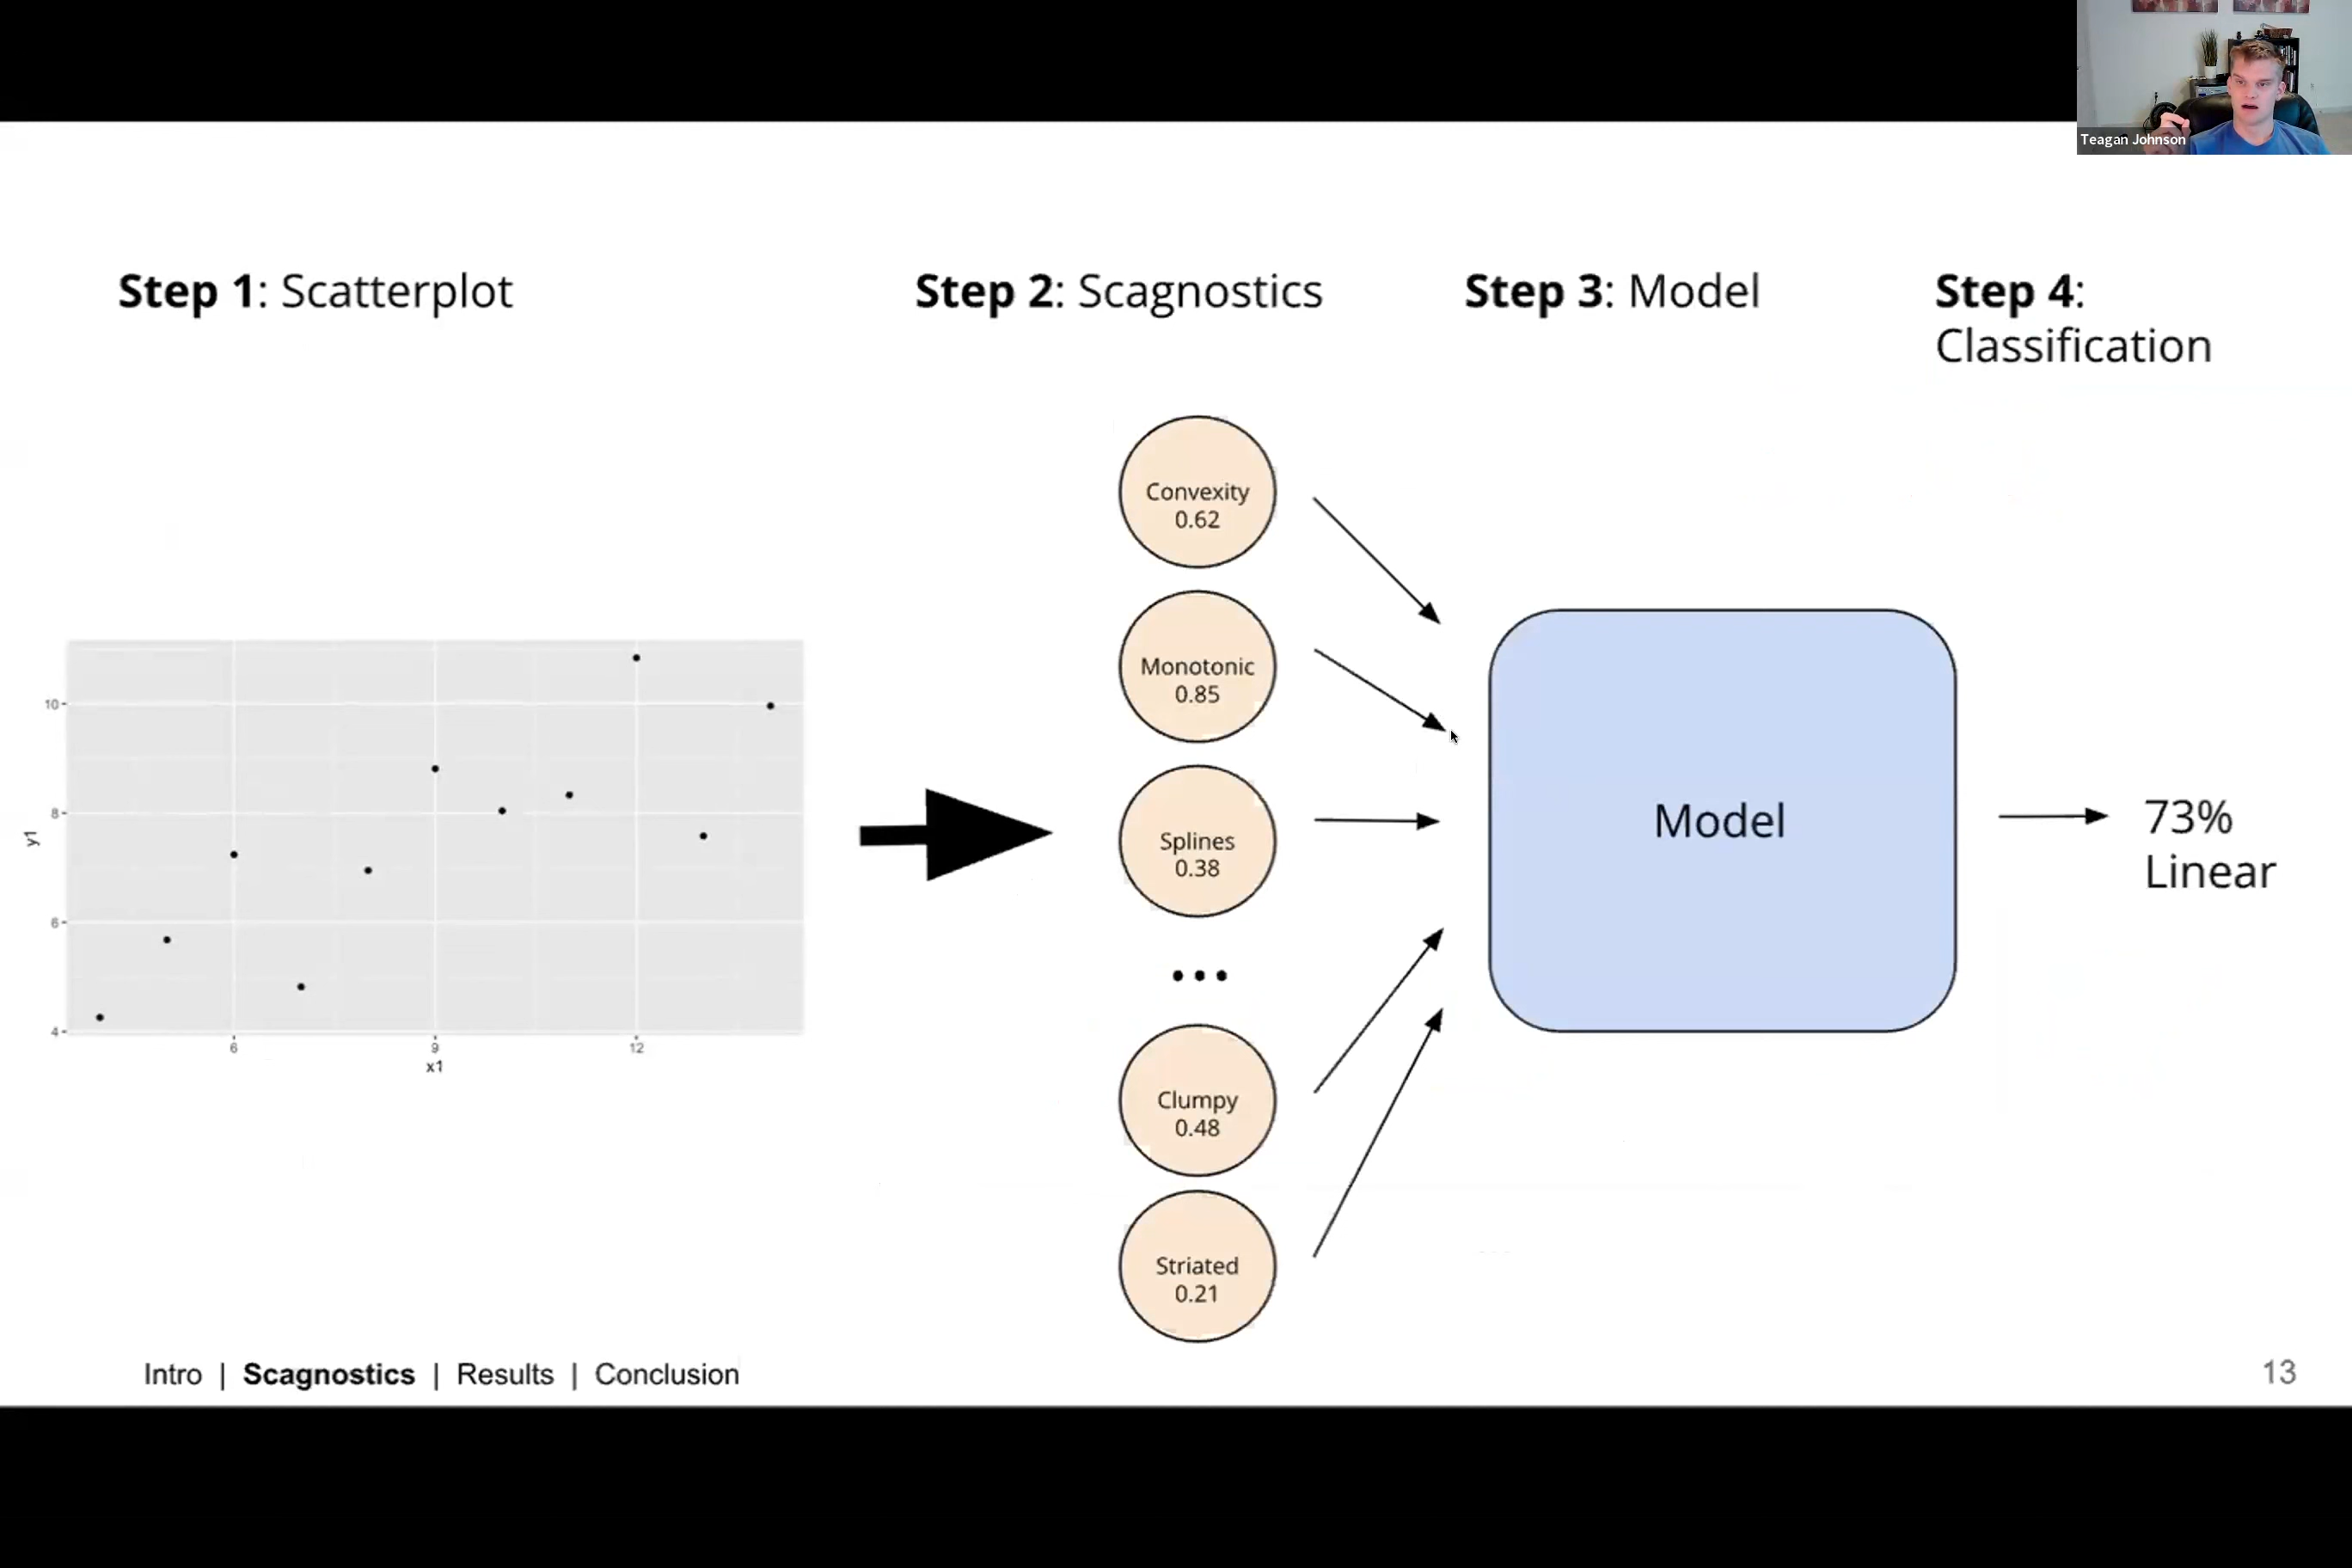 Teagan Johnson
Step 1: Scatterplot
Step 2: Scagnostics
Step 3: Model
Step 4:
Classification
10
8
6
4
y1
6
9
12
x1
Convexity
0.62
Monotonic
0.85
Splines
0.38
...
Clumpy
0.48
Striated
0.21
Model
73%
Linear
Intro | Scagnostics | Results | Conclusion
13